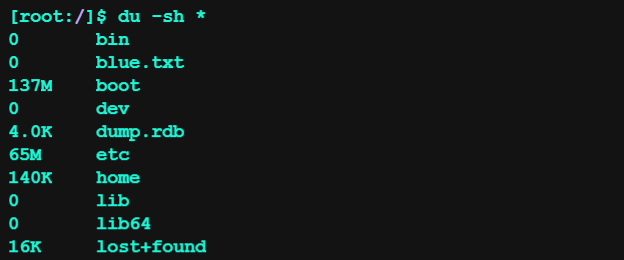 [root:/]$ du -sh *
0       bin
0       blue.txt
137M    boot
0       dev
4.0K    dump.rdb
65M     etc
140K    home
0       lib
0       lib64
16K     lost+found